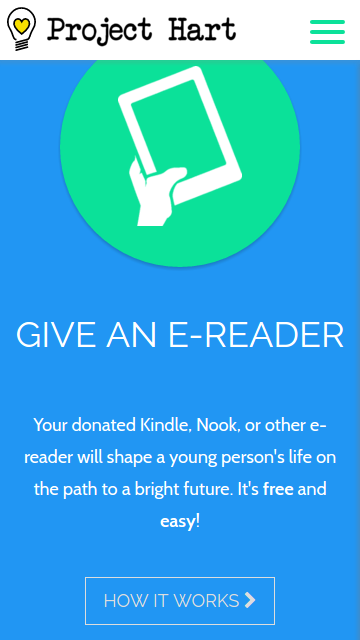 Project Hart
GIVE AN E-READER
Your donated Kindle, Nook, or other e-
reader will shape a young person's life on
the path to a bright future. It's free and
easy!
HOW IT WORKS